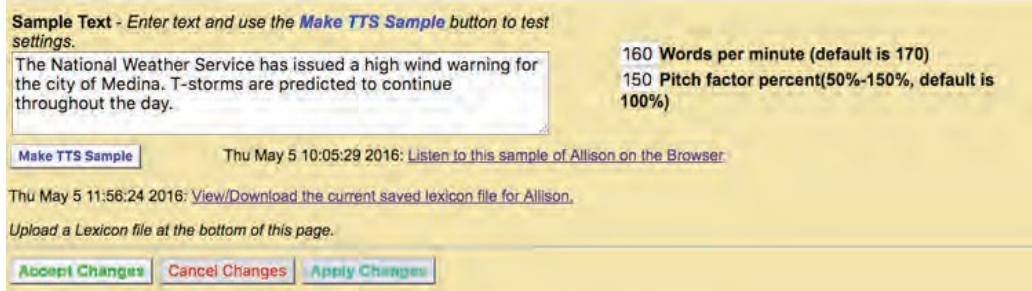 Sample Text - Enter text and use the Make TTS Sample button to test
settings.
The National Weather Service has issued a high wind warning for
the city of Medina. T-storms are predicted to continue
throughout the day.
160 Words per minute (default is 170)
150 Pitch factor percent(50%-150%, default is
100%)
Make TTS Sample Thu May 5 10:05:29 2016: Listen to this sample of Allison on the Browser.
Thu May 5 11:56:24 2016: View/Download the current saved lexicon file for Allison.
Upload a Lexicon file at the bottom of this page.
Accept Changes Cancel Changes Apply Changes